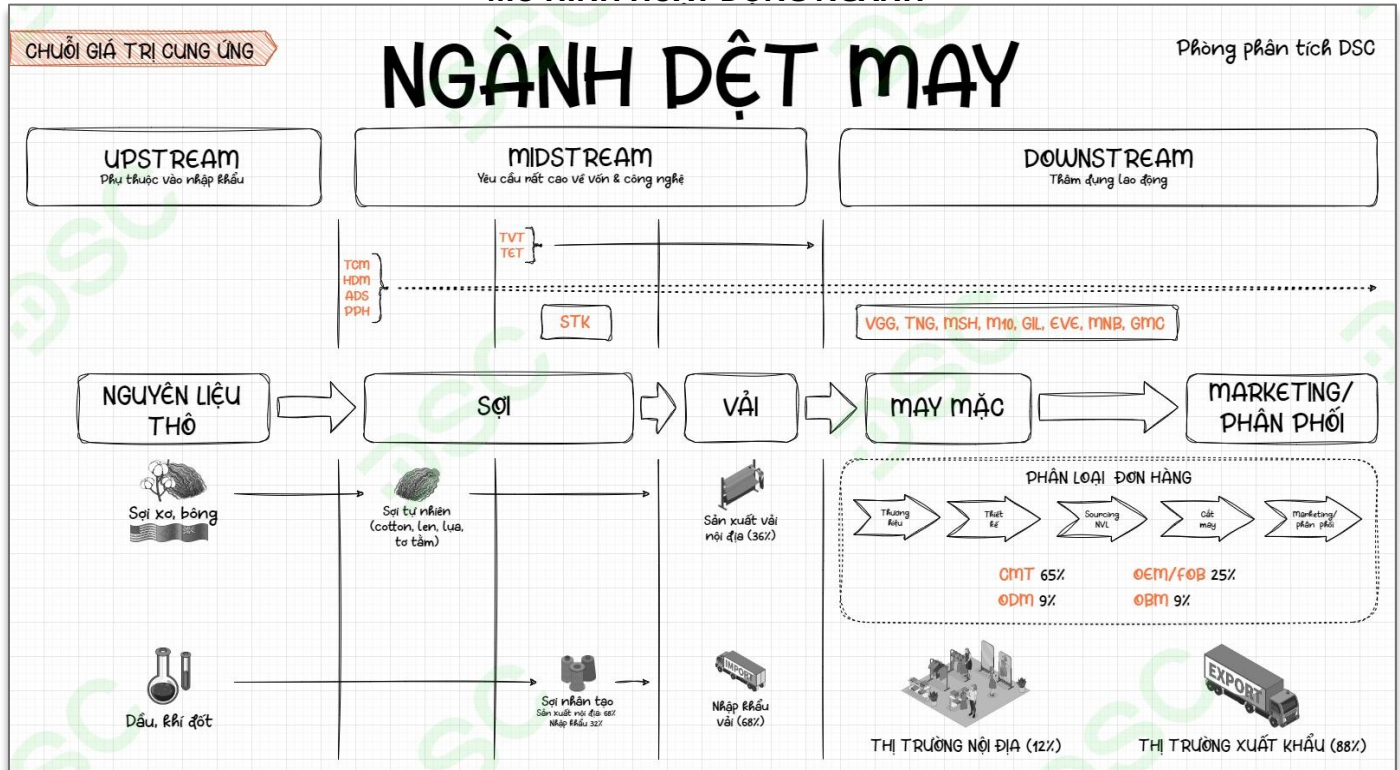 CHUỖI GIÁ TRỊ CUNG ỨNG
NGÀNH DỆT MAY
Phòng phân tích DSC
UPSTREAM
Phụ thuộc vào nhập khẩu
MIDSTREAM
Yêu cầu rất cao về vốn & công nghệ
DOWNSTREAM
Thâm dụng lao động
TVT
TET
TCM
HDM
ADS
PPH
STK
VGG, TNG, MSH, M10, GIL, EVE, MNB, GMC
NGUYÊN LIỆU
THÔ
SỢI
VẢI
MAY MẶC
MARKETING/
PHÂN PHỐI
Sợi xơ, bông
Sợi tự nhiên
(cotton, len, lụa,
tơ tằm)
Sản xuất vải
nội địa (36%)
PHÂN LOẠI ĐƠN HÀNG
Thương
hiệu
Thiết
kế
Sourcing
NVL
Cắt
may
Marketing/
phân phối
CMT 65%
OEM/FOB 25%
ODM 9%
OBM 9%
Dầu, khí đốt
Sợi nhân tạo
Sản xuất nội địa 68%
Nhập khẩu 32%
IMPORT
Nhập khẩu
vải (68%)
EXPORT
THỊ TRƯỜNG NỘI ĐỊA (12%)
THỊ TRƯỜNG XUẤT KHẨU (88%)
DSC
DSC
DSC
DSC
DSC